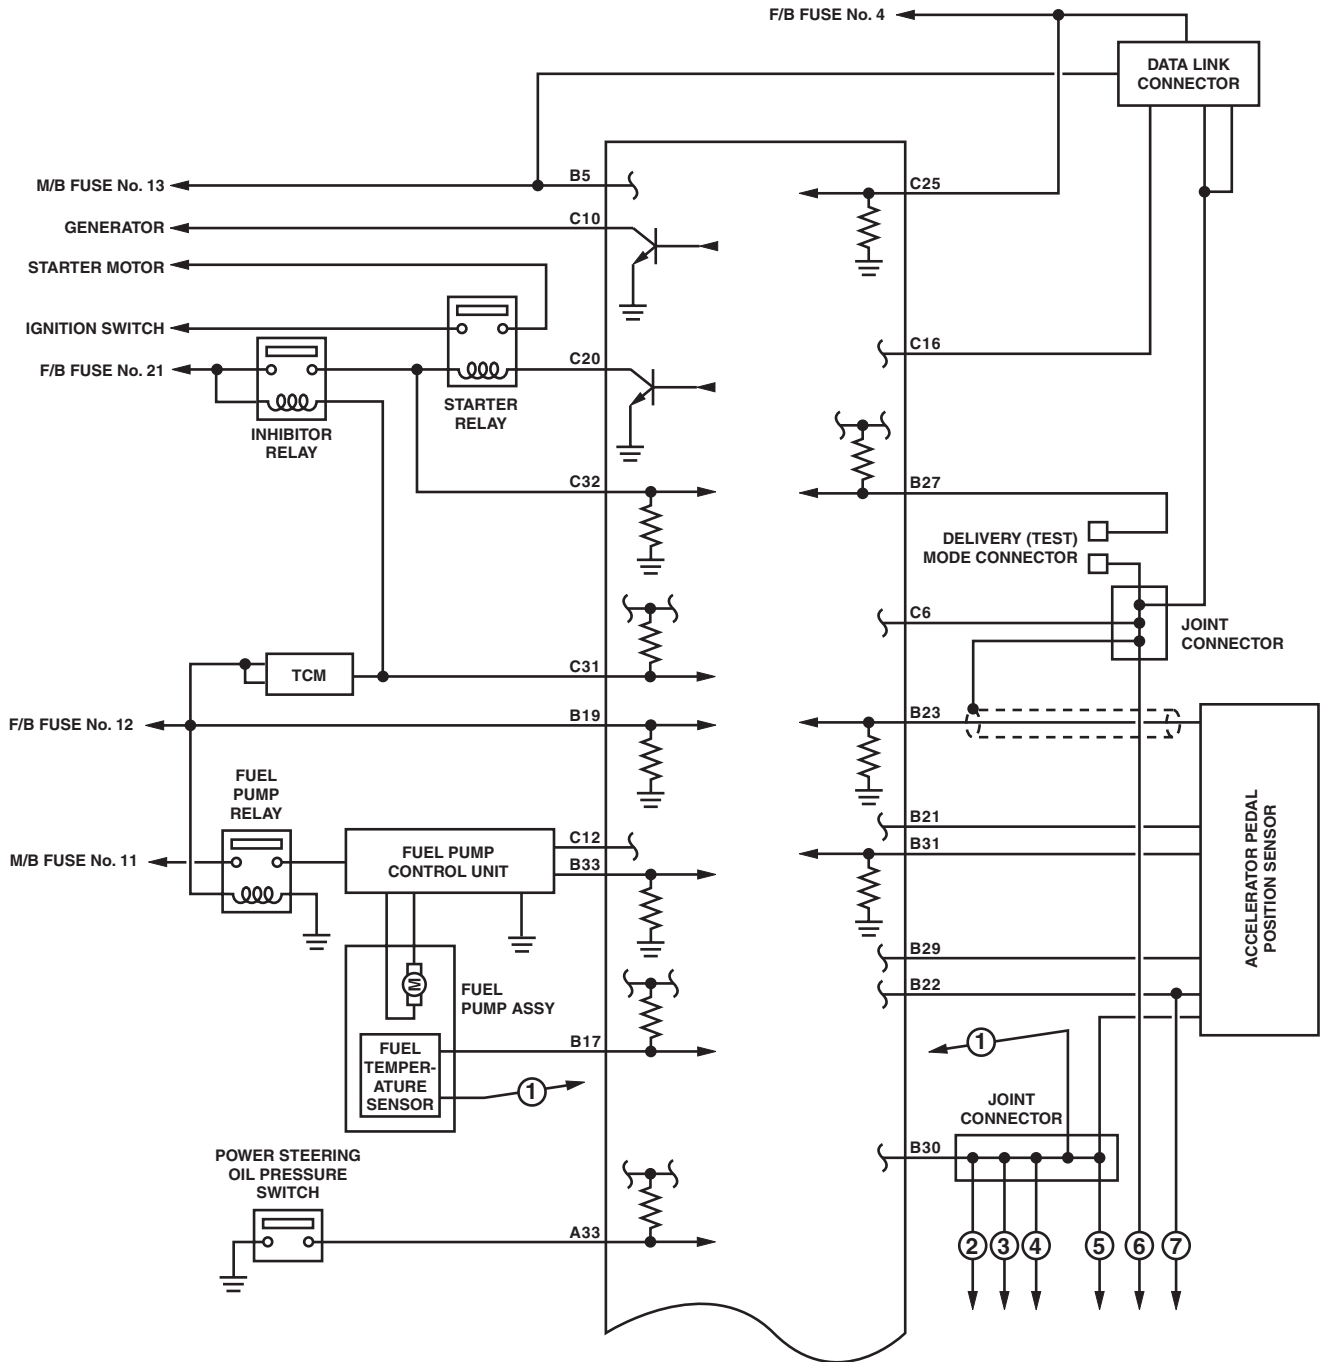 F/B FUSE No. 4
DATA LINK
CONNECTOR
M/B FUSE No. 13
B5
C25
GENERATOR
C10
STARTER MOTOR
IGNITION SWITCH
C16
F/B FUSE No. 21
C20
STARTER
RELAY
INHIBITOR
RELAY
C32
B27
DELIVERY (TEST)
MODE CONNECTOR
C6
JOINT
CONNECTOR
TCM
C31
F/B FUSE No. 12
B19
B23
FUEL
PUMP
RELAY
B21
M/B FUSE No. 11
FUEL PUMP
CONTROL UNIT
C12
B33
B31
ACCELERATOR PEDAL
POSITION SENSOR
B29
M
FUEL
PUMP ASSY
B22
FUEL
TEMPER-
ATURE
SENSOR
B17
1
1
JOINT
CONNECTOR
B30
POWER STEERING
OIL PRESSURE
SWITCH
A33
2
3
4
5
6
7